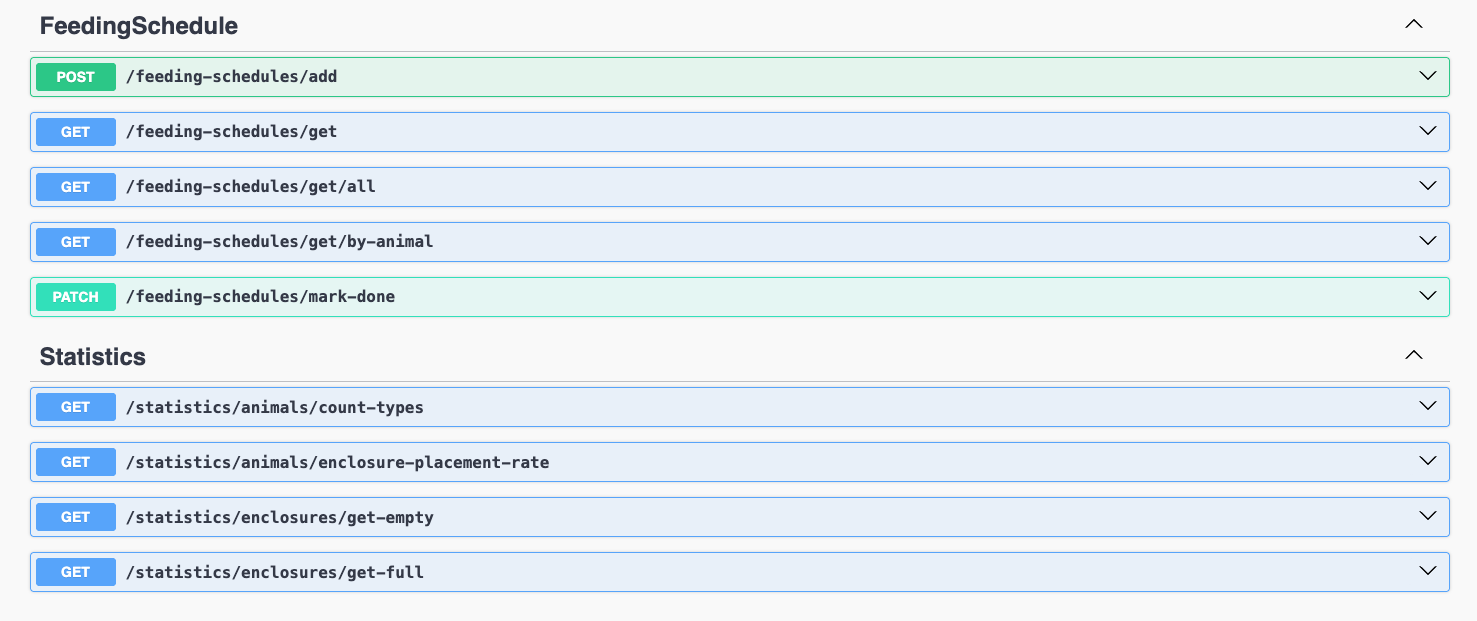 FeedingSchedule
POST /feeding-schedules/add
GET /feeding-schedules/get
GET /feeding-schedules/get/all
GET /feeding-schedules/get/by-animal
PATCH /feeding-schedules/mark-done
Statistics
GET /statistics/animals/count-types
GET /statistics/animals/enclosure-placement-rate
GET /statistics/enclosures/get-empty
GET /statistics/enclosures/get-full